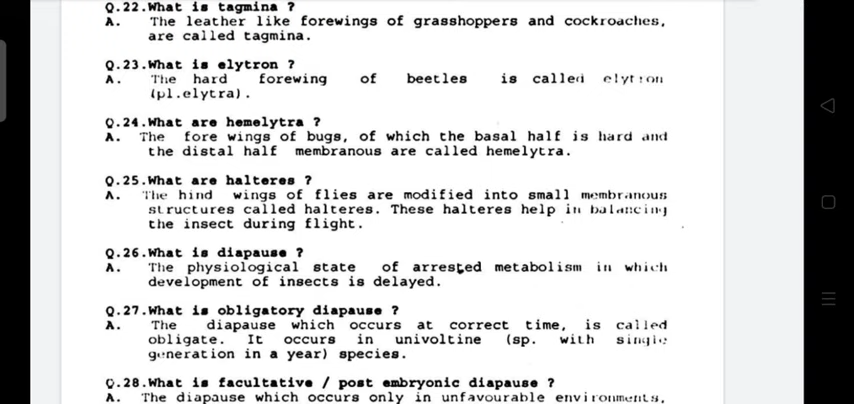 Q.22.What is tagmina ?
A. The leather like forewings of grasshoppers and cockroaches,
are called tagmina.
Q.23.What is elytron ?
A. The hard forewing of beetles is called elytron
(pl.elytra).
Q.24.What are hemelytra ?
A. The fore wings of bugs, of which the basal half is hard and
the distal half membranous are called hemelytra.
Q.25.What are halteres ?
A. The hind wings of flies are modified into small membranous
structures called halteres. These halteres help in balancing
the insect during flight.
Q.26.What is diapause ?
A. The physiological state of arrested metabolism in which
development of insects is delayed.
Q.27.What is obligatory diapause ?
A. The diapause which occurs at correct time, is called
obligate. It occurs in univoltine (sp. with single
generation in a year) species.
Q.28.What is facultative / post embryonic diapause ?
A. The diapause which occurs only in unfavourable environments,